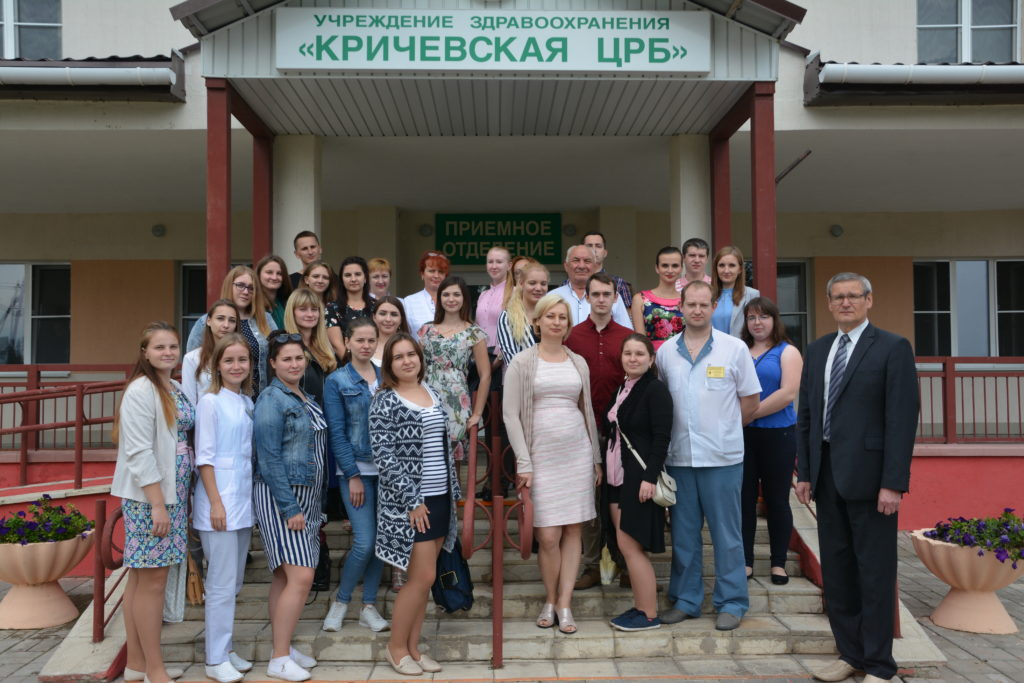 УЧРЕЖДЕНИЕ ЗДРАВООХРАНЕНИЯ
«КРИЧЕВСКАЯ ЦРБ»
ПРИЕМНОЕ
ОТДЕЛЕНИЕ